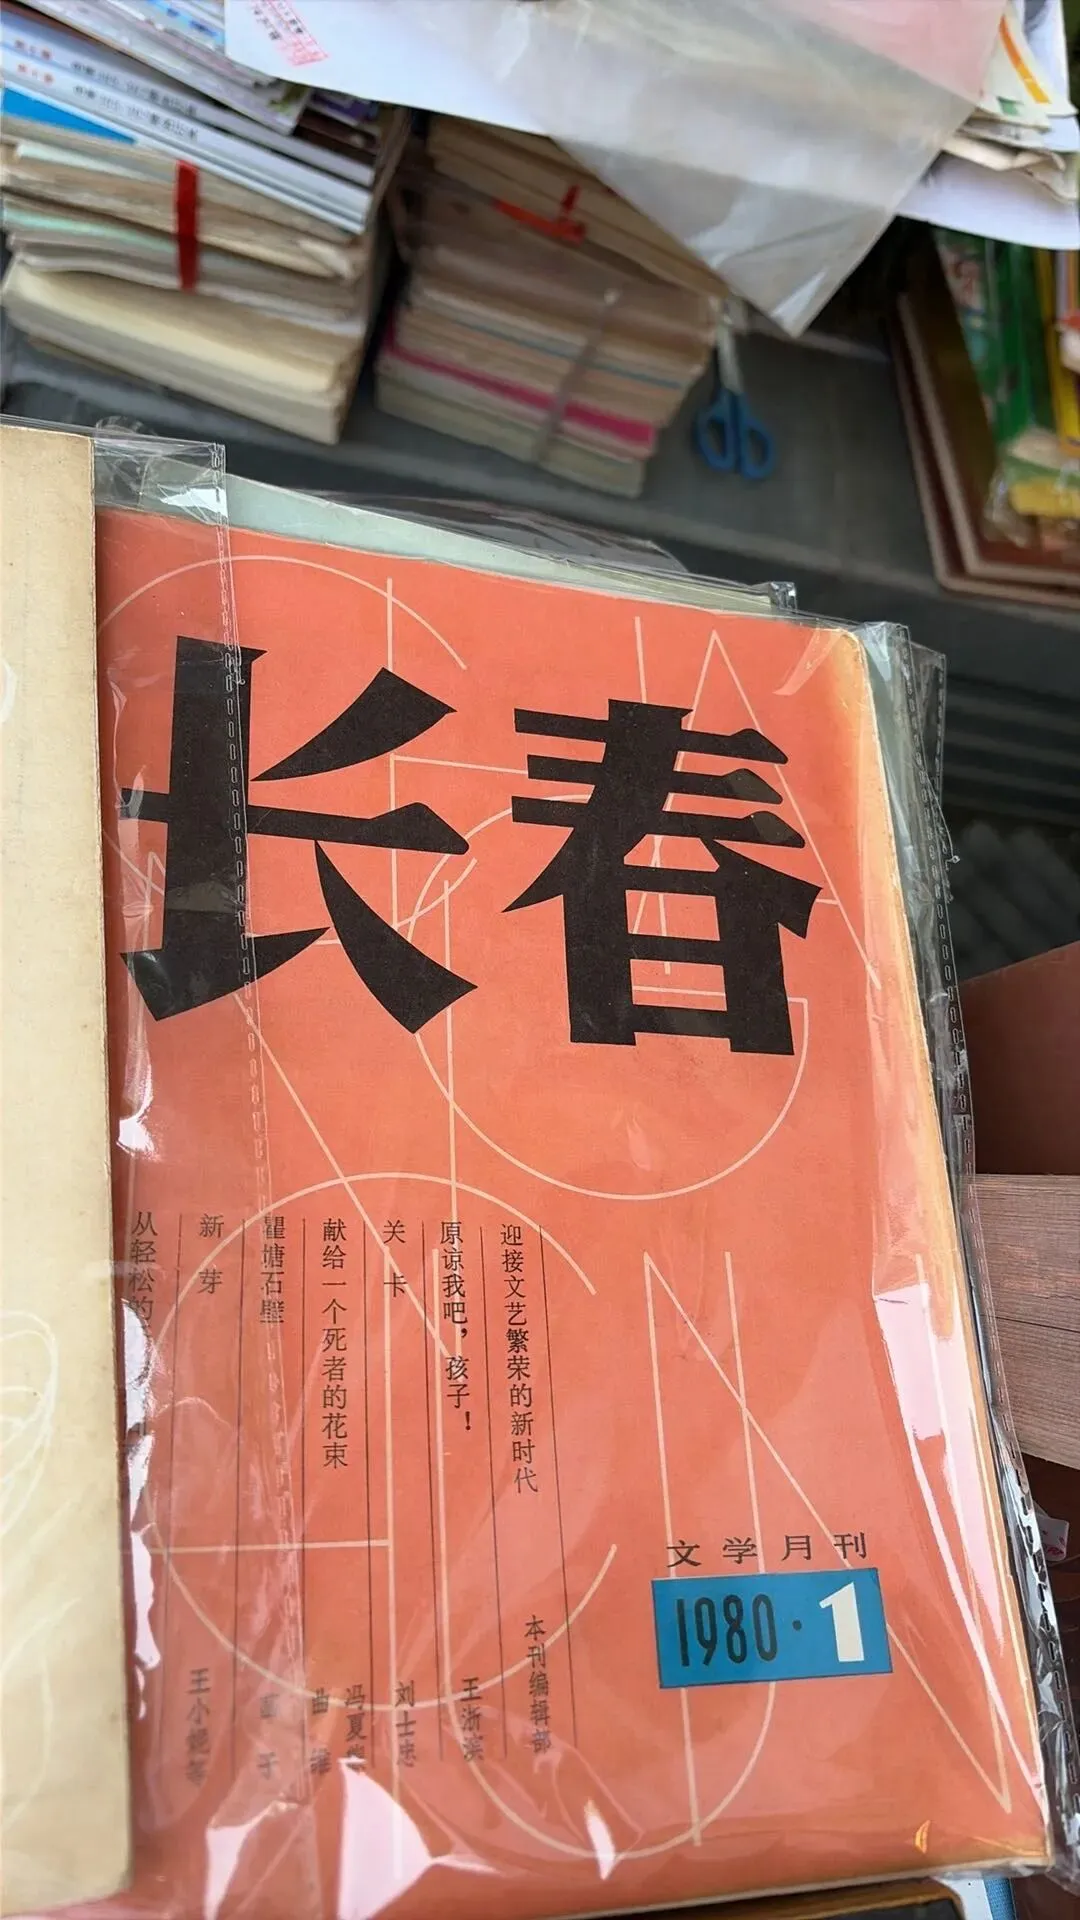 长春
迎接文艺繁荣的新时代
本刊编辑部
原谅我吧，孩子！
王浙滨
关卡
刘士忠
献给一个死者的花束
冯夏
曲维
瞿塘石壁
子
新芽
王小妮等
从轻松的
文学月刊
1980·1